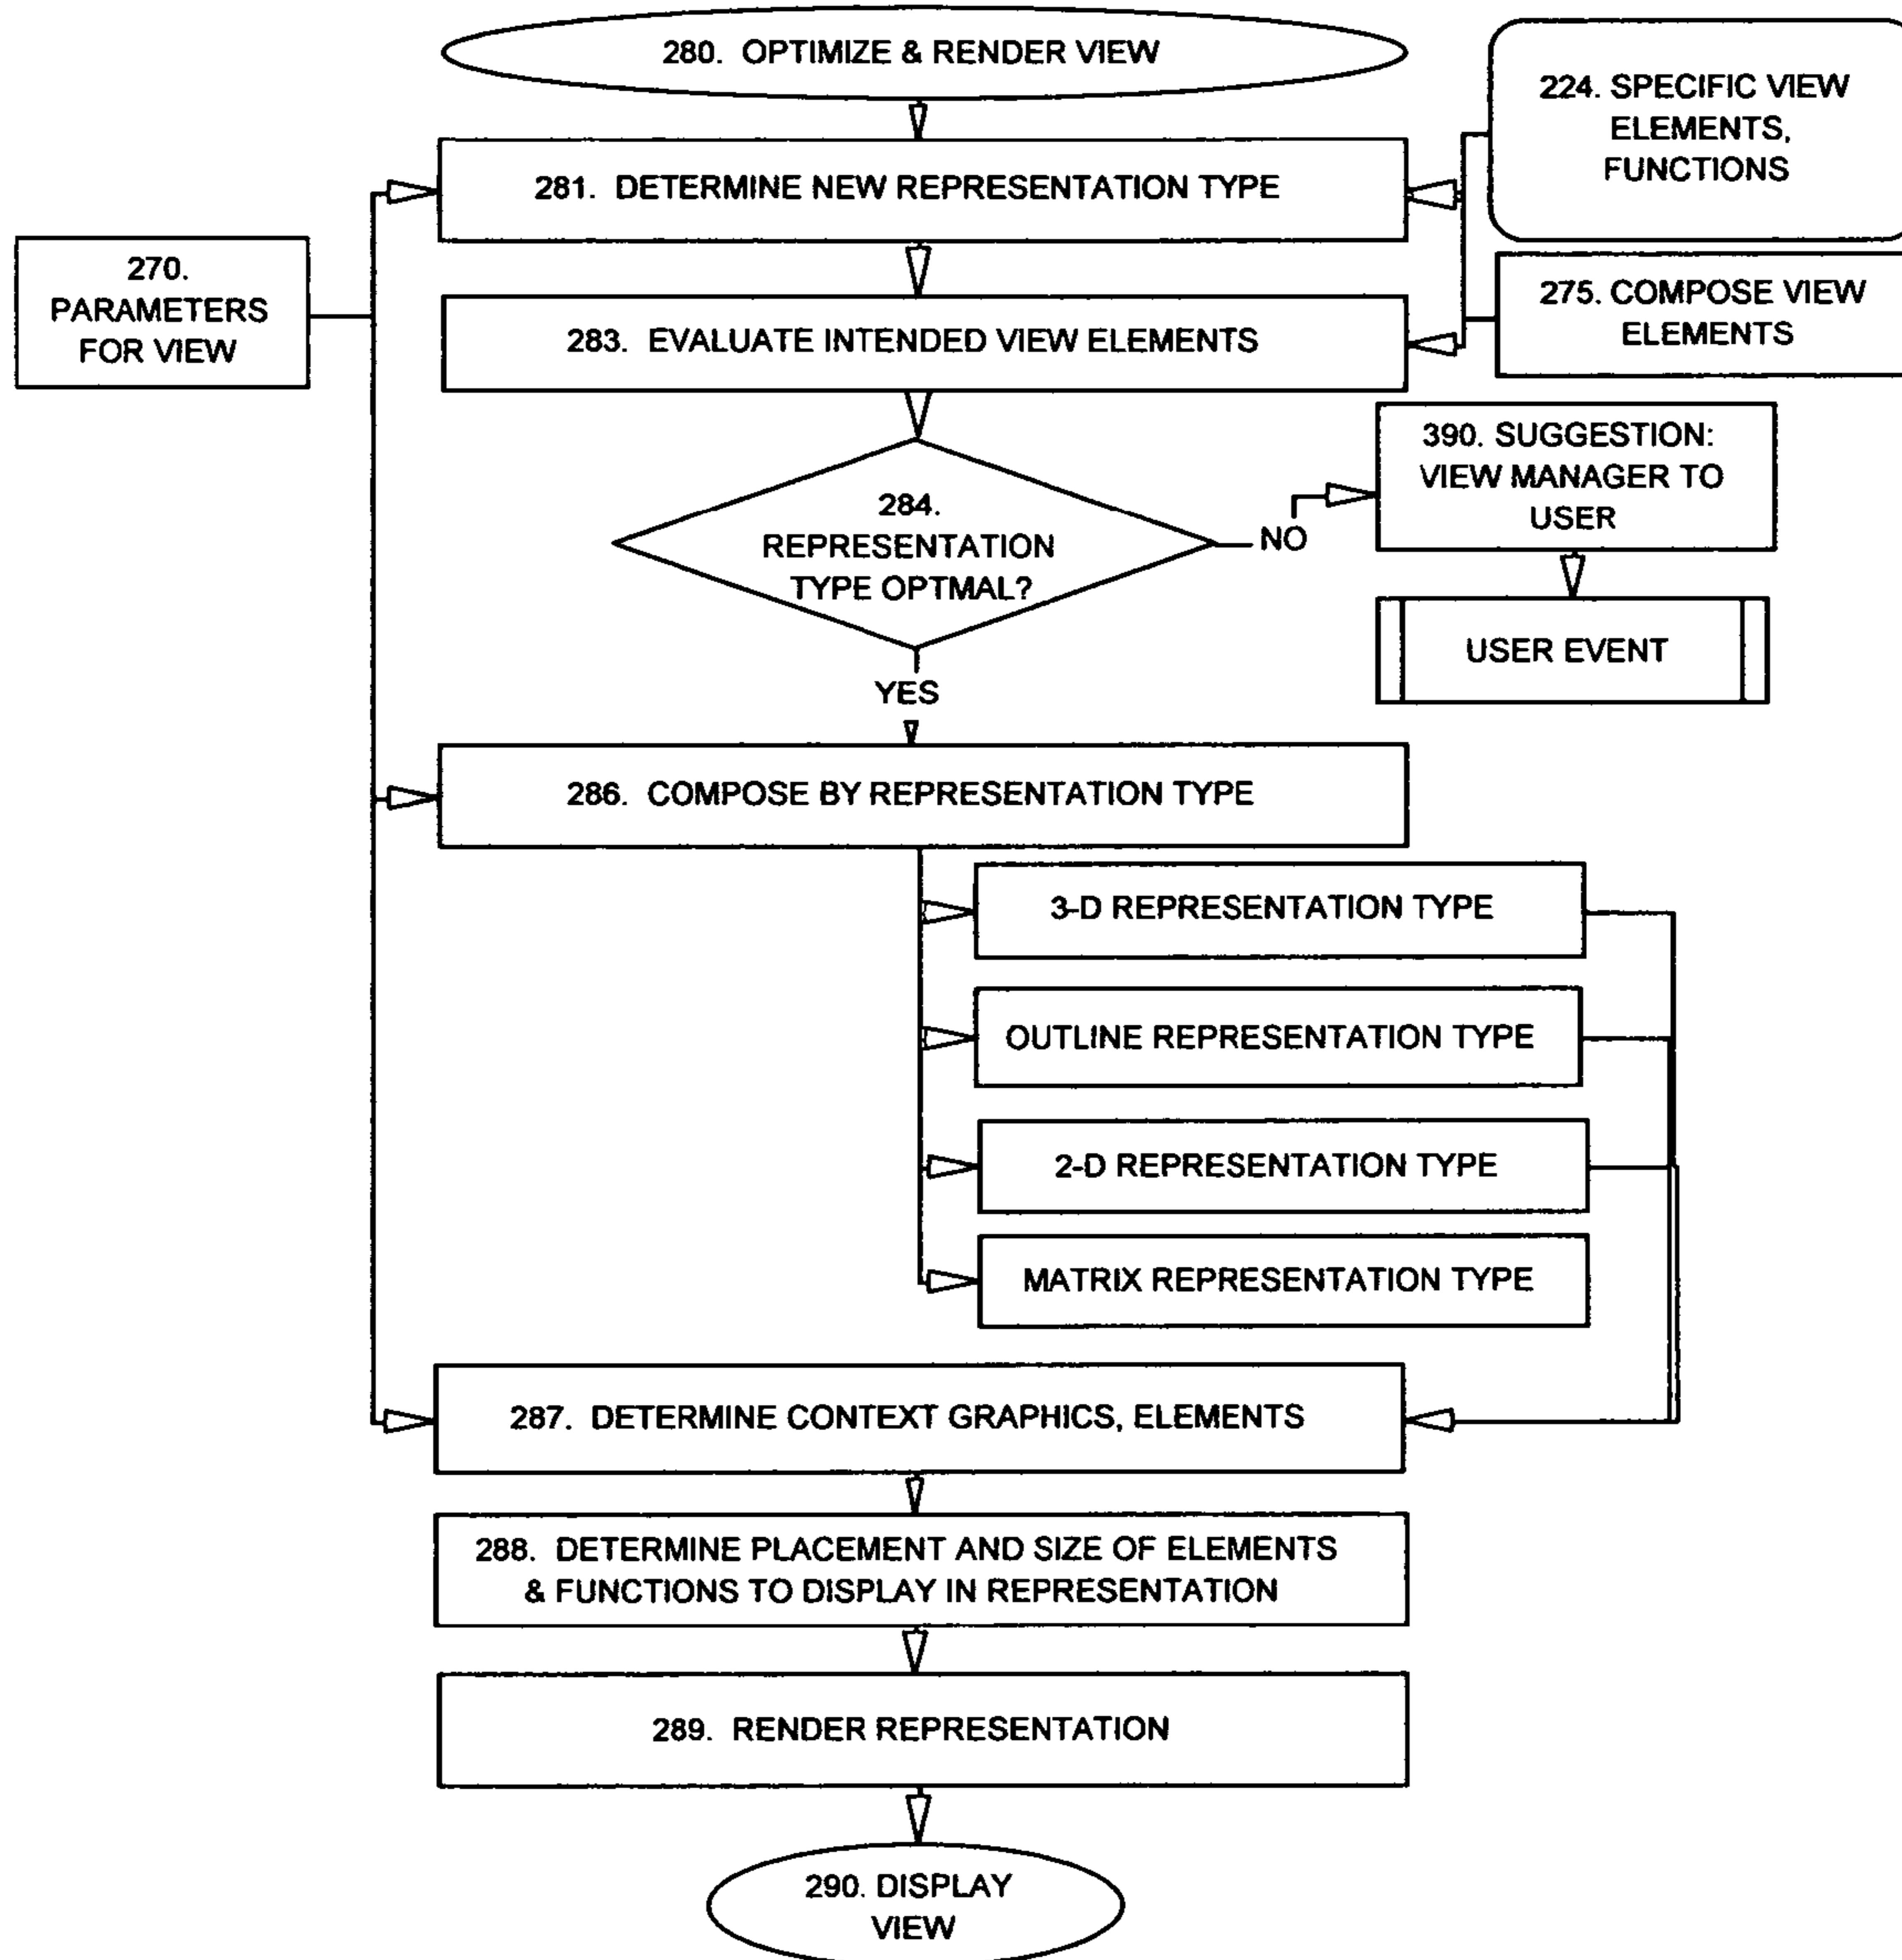 280. OPTIMIZE & RENDER VIEW
224. SPECIFIC VIEW
ELEMENTS,
FUNCTIONS
281. DETERMINE NEW REPRESENTATION TYPE
270.
PARAMETERS
FOR VIEW
275. COMPOSE VIEW
ELEMENTS
283. EVALUATE INTENDED VIEW ELEMENTS
390. SUGGESTION:
VIEW MANAGER TO
USER
284.
REPRESENTATION
TYPE OPTMAL?
NO
USER EVENT
YES
286. COMPOSE BY REPRESENTATION TYPE
3-D REPRESENTATION TYPE
OUTLINE REPRESENTATION TYPE
2-D REPRESENTATION TYPE
MATRIX REPRESENTATION TYPE
287. DETERMINE CONTEXT GRAPHICS, ELEMENTS
288. DETERMINE PLACEMENT AND SIZE OF ELEMENTS
& FUNCTIONS TO DISPLAY IN REPRESENTATION
289. RENDER REPRESENTATION
290. DISPLAY
VIEW